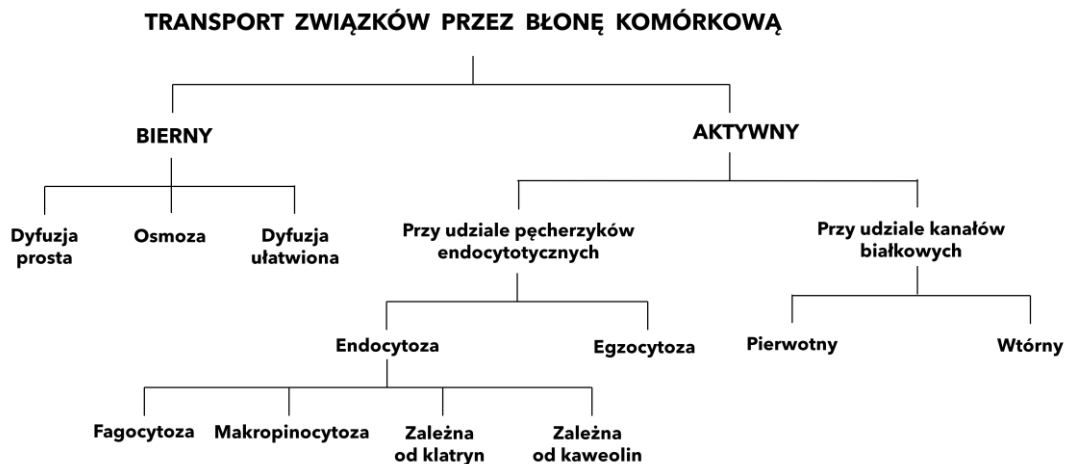 TRANSPORT ZWIĄZKÓW PRZEZ BŁONĘ KOMÓRKOWĄ
BIERNY
AKTYWNY
Dyfuzja
prosta
Osmoza
Dyfuzja
ułatwiona
Przy udziale pęcherzyków
endocytotycznych
Przy udziale kanałów
białkowych
Endocytoza
Egzocytoza
Pierwotny
Wtórny
Fagocytoza
Makropinocytoza
Zależna
od klatryn
Zależna
od kaweolin